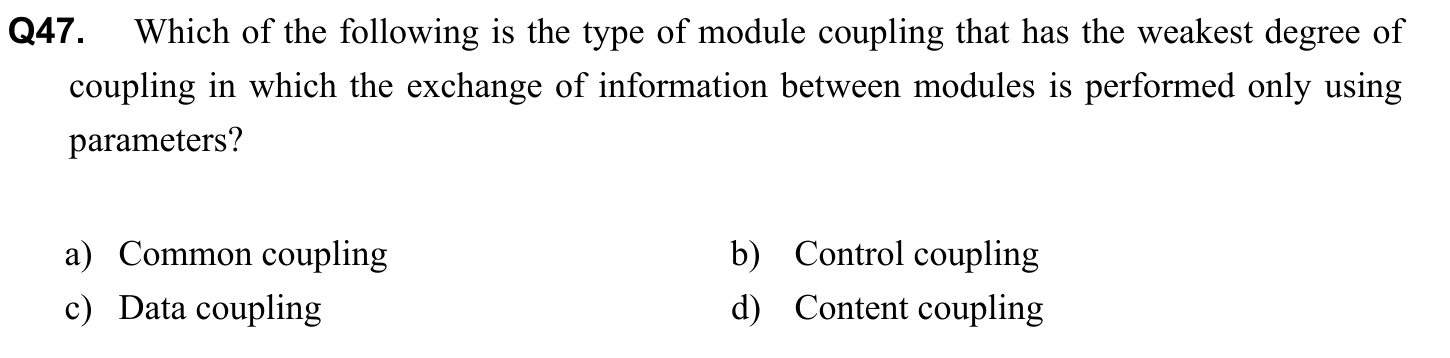 Q47. Which of the following is the type of module coupling that has the weakest degree of
coupling in which the exchange of information between modules is performed only using
parameters?
a) Common coupling b) Control coupling
c) Data coupling d) Content coupling